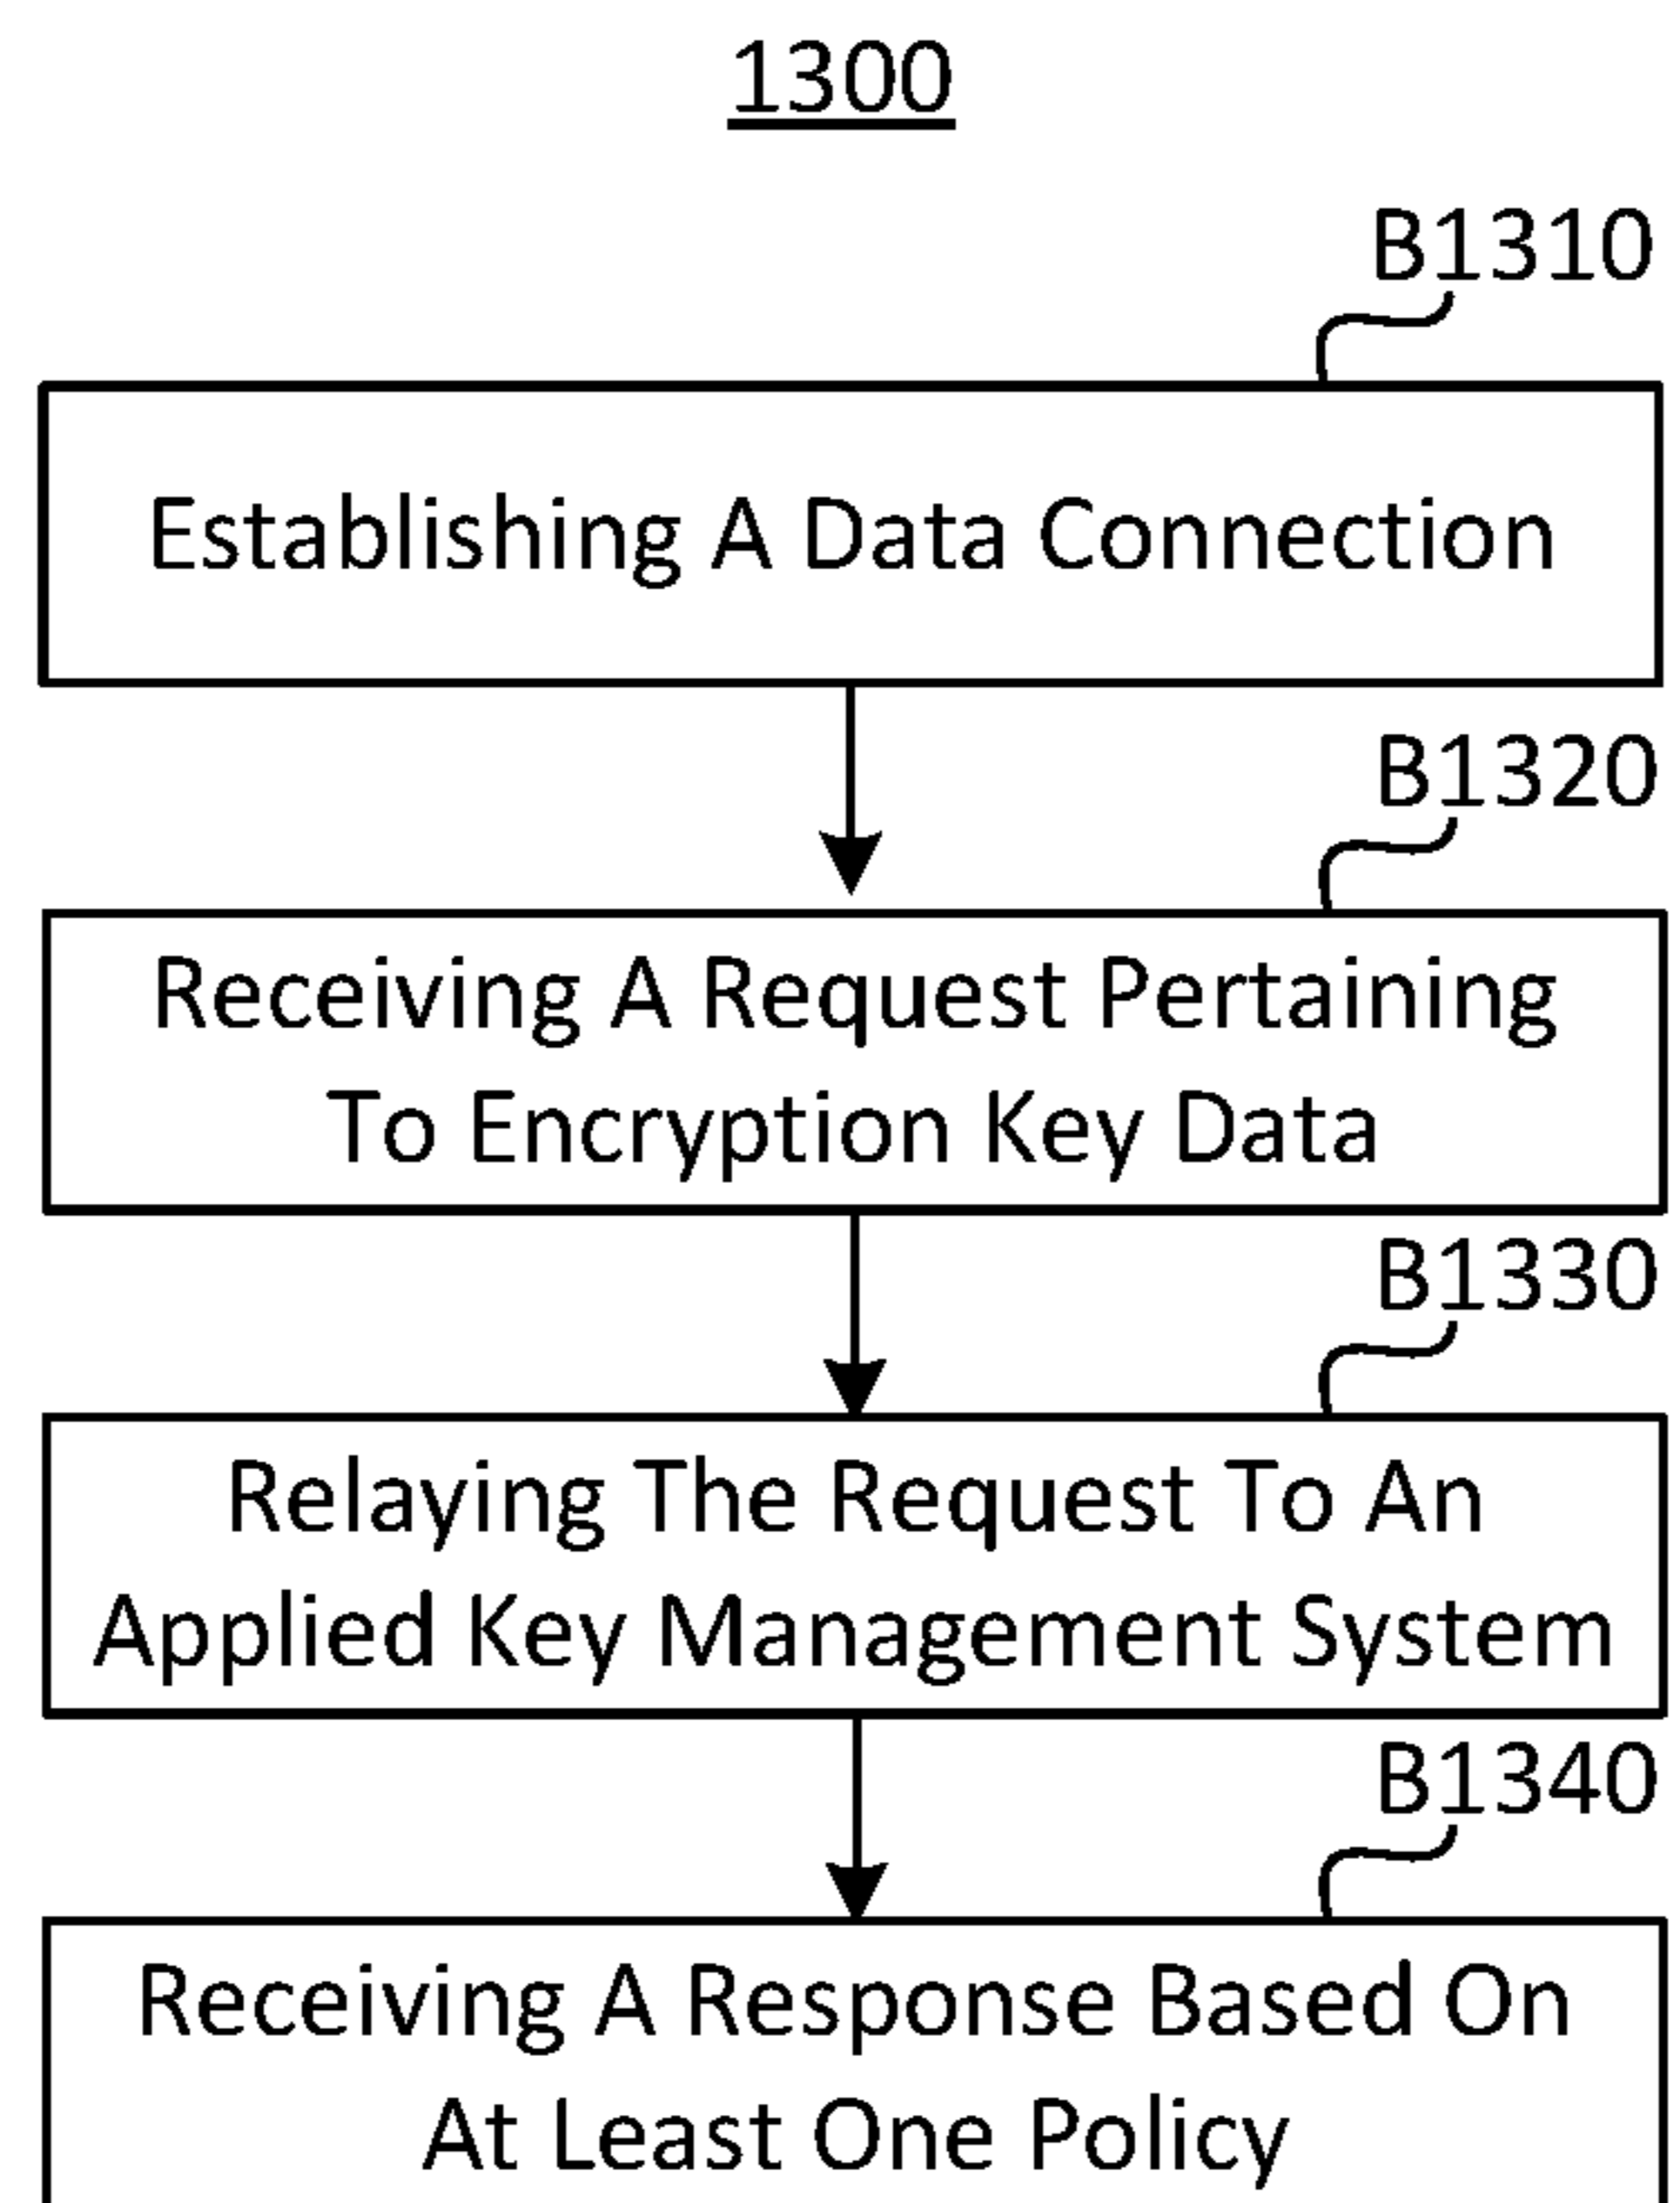 1300
B1310
Establishing A Data Connection
B1320
Receiving A Request Pertaining
To Encryption Key Data
B1330
Relaying The Request To An
Applied Key Management System
B1340
Receiving A Response Based On
At Least One Policy